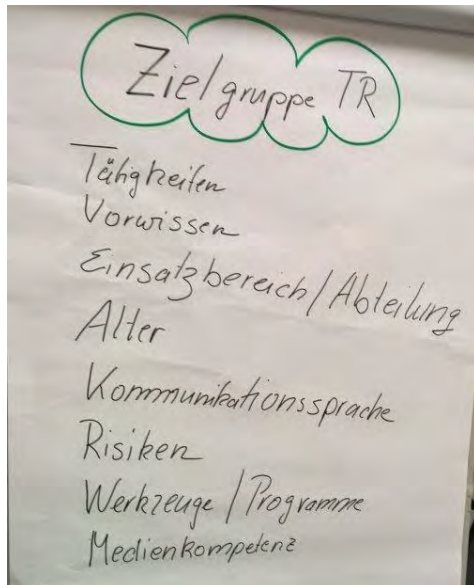 Zielgruppe TR
Tätigkeiten
Vorwissen
Einsatzbereich/Abteilung
Alter
Kommunikationssprache
Risiken
Werkzeuge/Programme
Medienkompetenz